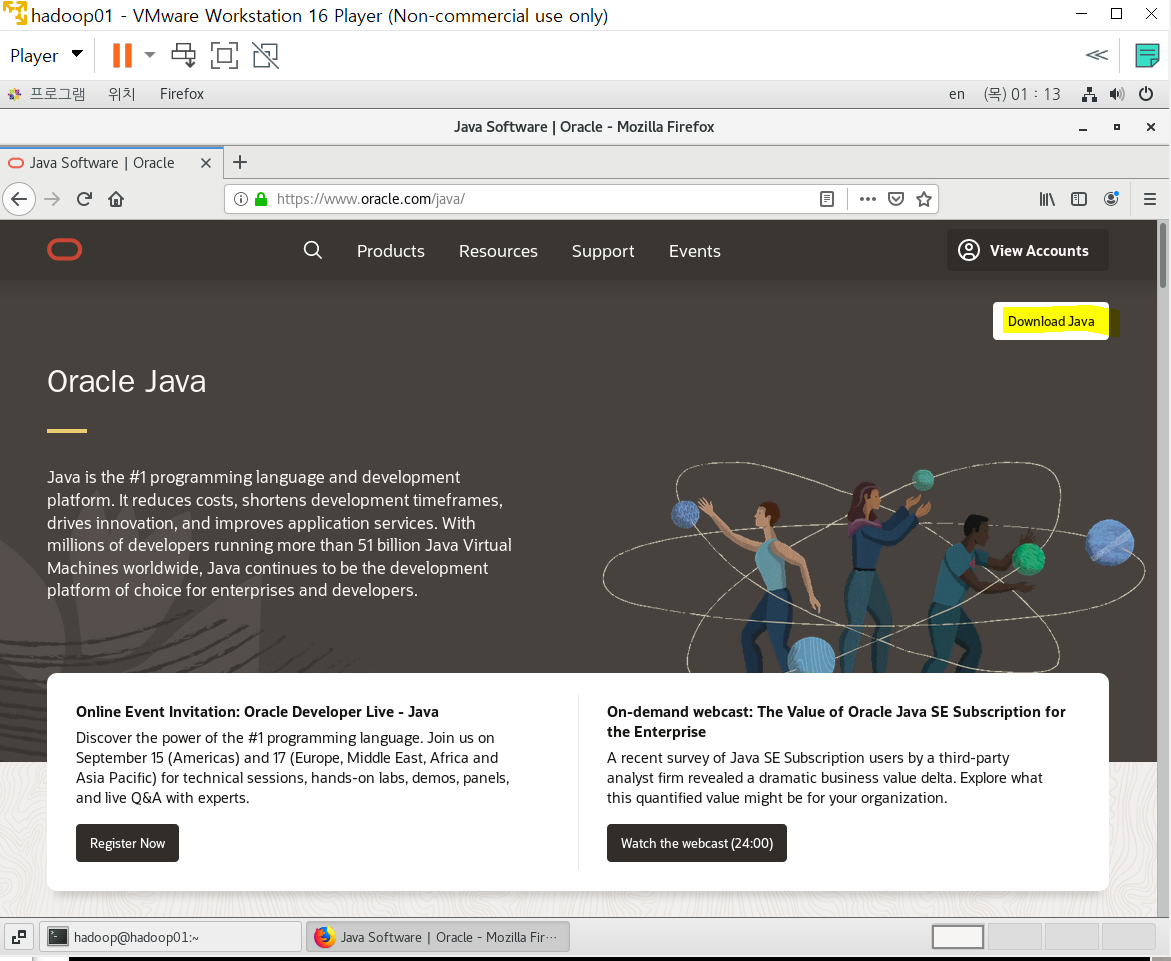 hadoop01 - VMware Workstation 16 Player (Non-commercial use only)
Player
프로그램 위치 Firefox en (목) 01 : 13
Java Software | Oracle - Mozilla Firefox
Java Software | Oracle
https://www.oracle.com/java/
Products Resources Support Events View Accounts
Download Java
Oracle Java
Java is the #1 programming language and development
platform. It reduces costs, shortens development timeframes,
drives innovation, and improves application services. With
millions of developers running more than 51 billion Java Virtual
Machines worldwide, Java continues to be the development
platform of choice for enterprises and developers.
Online Event Invitation: Oracle Developer Live - Java
Discover the power of the #1 programming language. Join us on
September 15 (Americas) and 17 (Europe, Middle East, Africa and
Asia Pacific) for technical sessions, hands-on labs, demos, panels,
and live Q&A with experts.
Register Now
On-demand webcast: The Value of Oracle Java SE Subscription for
the Enterprise
A recent survey of Java SE Subscription users by a third-party
analyst firm revealed a dramatic business value delta. Explore what
this quantified value might be for your organization.
Watch the webcast (24:00)
hadoop@hadoop01:~ Java Software | Oracle - Mozilla Fir···